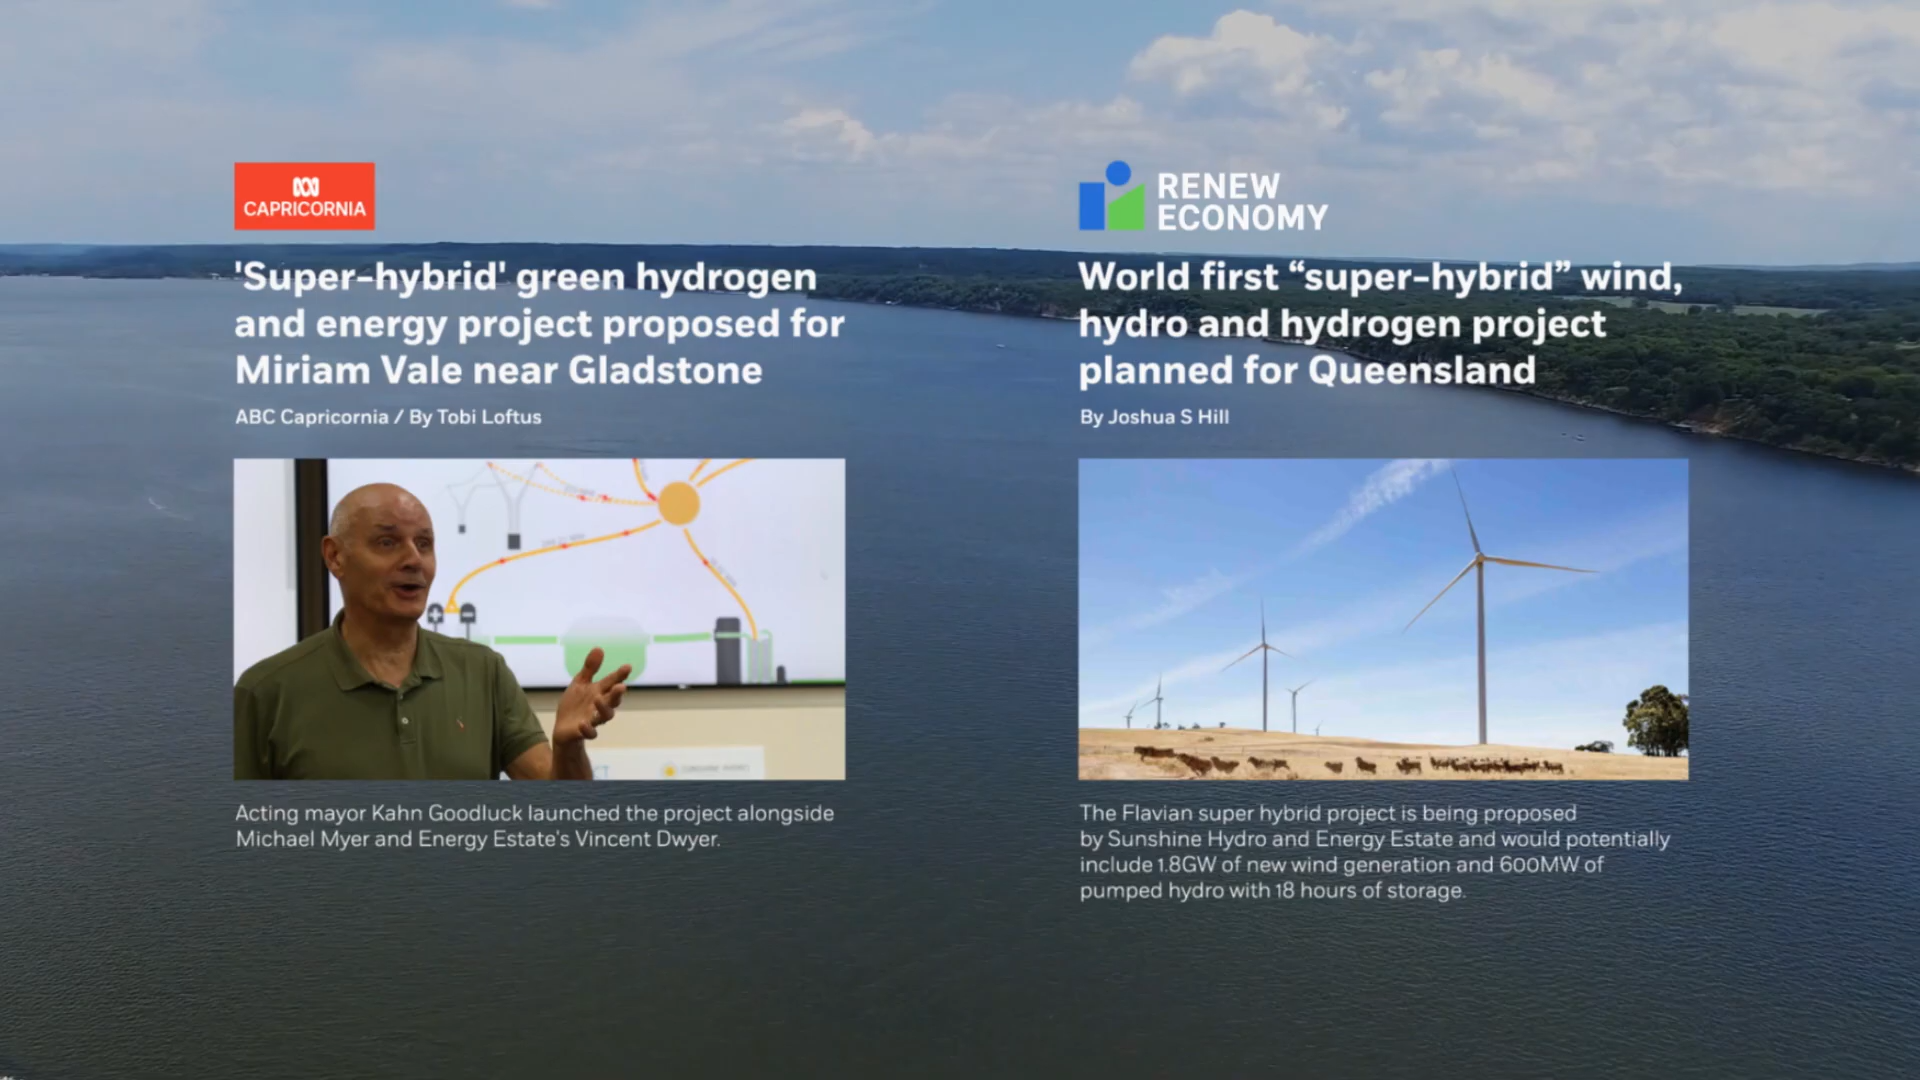 CAPRICORNIA
'Super-hybrid' green hydrogen
and energy project proposed for
Miriam Vale near Gladstone
ABC Capricornia / By Tobi Loftus
Acting mayor Kahn Goodluck launched the project alongside
Michael Myer and Energy Estate's Vincent Dwyer.
RENEW
ECONOMY
World first “super-hybrid” wind,
hydro and hydrogen project
planned for Queensland
By Joshua S Hill
The Flavian super hybrid project is being proposed
by Sunshine Hydro and Energy Estate and would potentially
include 1.8GW of new wind generation and 600MW of
pumped hydro with 18 hours of storage.